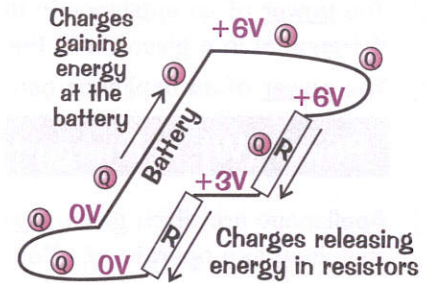 Charges
gaining
energy
at the
battery
+6V
Q
Q
Q
+6V
Battery
Q
R
Q
+3V
Q
0V
R
Q
0V
Charges releasing
energy in resistors